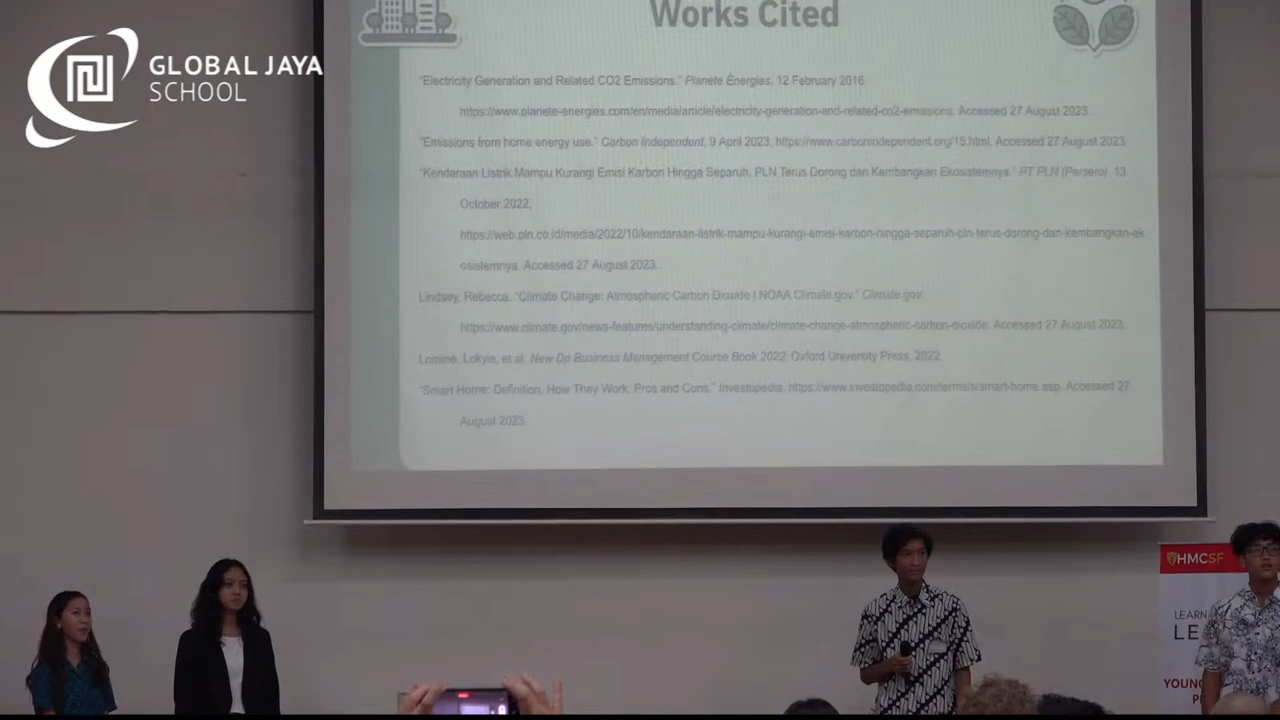 GLOBAL JAYA
SCHOOL
Works Cited
"Electricity Generation and Related CO2 Emissions." Planète Énergies, 12 February 2016,
https://www.planete-energies.com/en/media/article/electricity-generation-and-related-co2-emissions. Accessed 27 August 2023.
"Emissions from home energy use." Carbon Independent, 9 April 2023, https://www.carbonindependent.org/15.html. Accessed 27 August 2023.
"Kendaraan Listrik Mampu Kurangi Emisi Karbon Hingga Separuh, PLN Terus Dorong dan Kembangkan Ekosistemnya." PT PLN (Persero), 13
October 2022,
https://web.pln.co.id/media/2022/10/kendaraan-listrik-mampu-kurangi-emisi-karbon-hingga-separuh-pln-terus-dorong-dan-kembangkan-ek
osistemnya. Accessed 27 August 2023.
Lindsey, Rebecca. "Climate Change: Atmospheric Carbon Dioxide | NOAA Climate.gov." Climate.gov,
https://www.climate.gov/news-features/understanding-climate/climate-change-atmospheric-carbon-dioxide. Accessed 27 August 2023.
Lomine, Loykie, et al. New Dp Business Management Course Book 2022. Oxford University Press, 2022.
"Smart Home: Definition, How They Work, Pros and Cons." Investopedia, https://www.investopedia.com/terms/s/smart-home.asp. Accessed 27
August 2023.
HMCSF
LEARN
LE
YOUNG